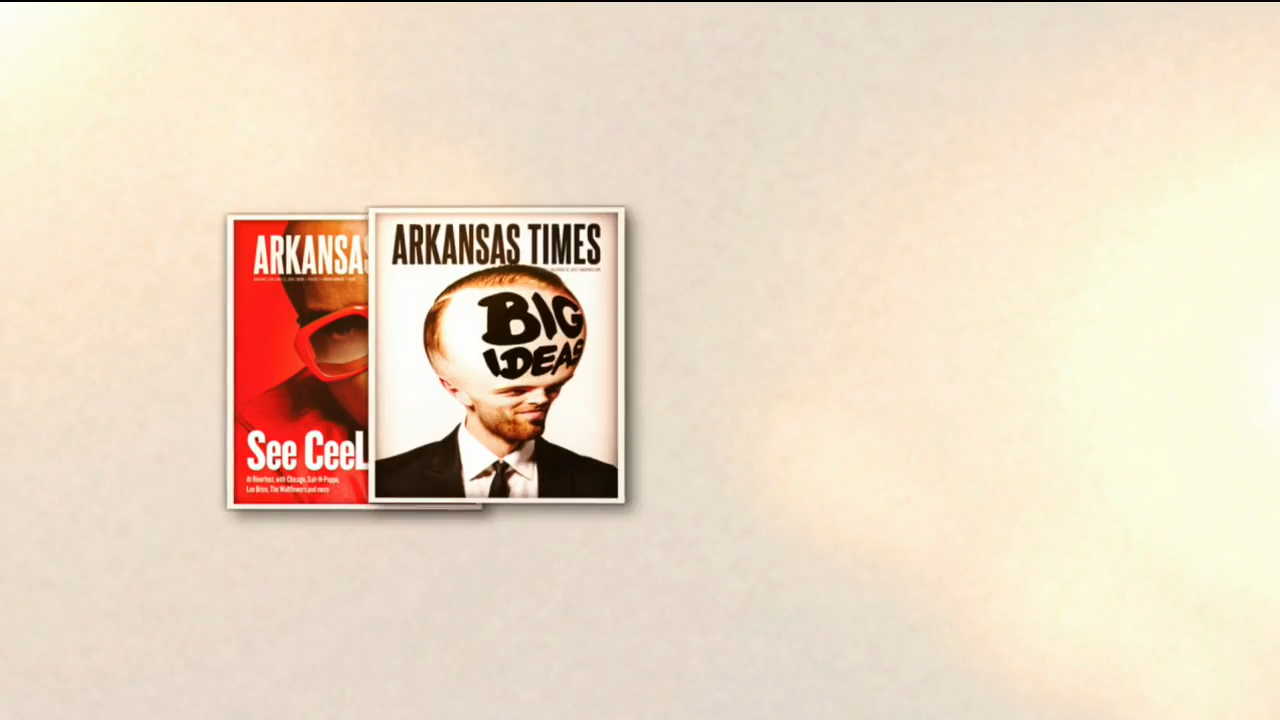 ARKANSAS
See CeeL
At Riverfest, with Chicago, Salt-N-Pepa,
Lee Brice, The Wallflowers and more
ARKANSAS TIMES
BIG
IDEAS